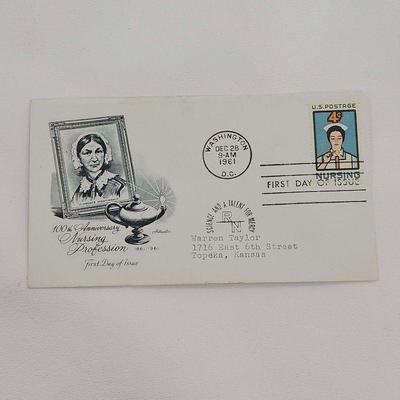 100th Anniversary
Nursing
Profession
1861-1961
First Day of Issue
WASHINGTON
DEC 28
9-AM
1961
D.C.
U.S. POSTAGE
4¢
NURSING
FIRST DAY OF ISSUE
SCIENCE AND A TALENT FOR MERCY
RN
Warren Taylor
1716 East 6th Street
Topeka, Kansas